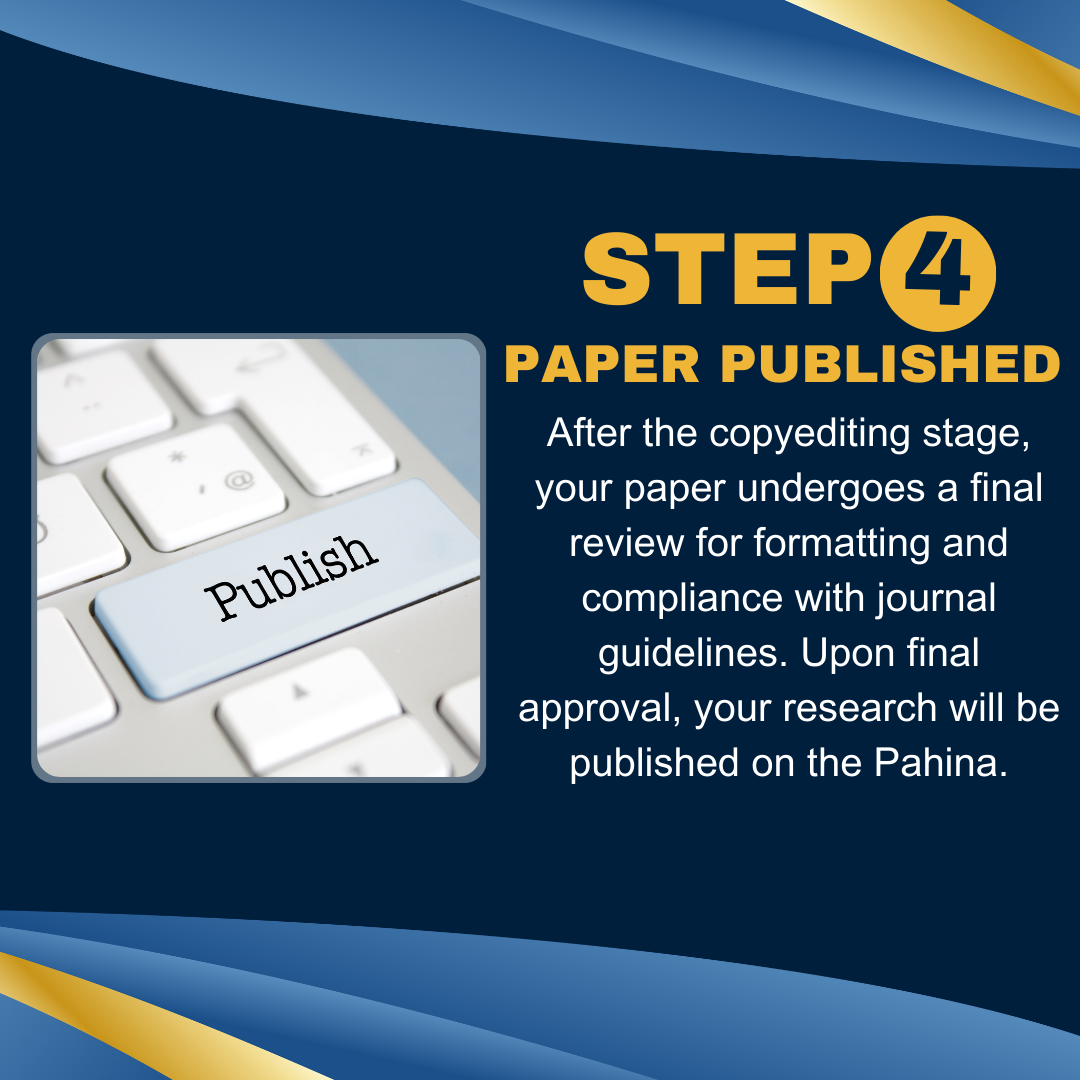 STEP 4
PAPER PUBLISHED
After the copyediting stage,
your paper undergoes a final
review for formatting and
compliance with journal
guidelines. Upon final
approval, your research will be
published on the Pahina.
* , @
Publish